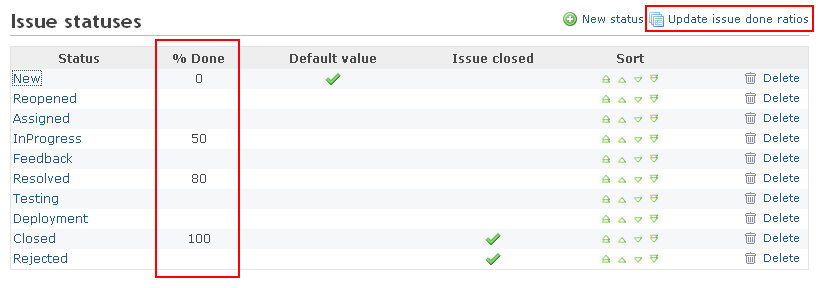 Issue statuses New status Update issue done ratios
Status % Done Default value Issue closed Sort
New 0 Delete
Reopened Delete
Assigned Delete
InProgress 50 Delete
Feedback Delete
Resolved 80 Delete
Testing Delete
Deployment Delete
Closed 100 Delete
Rejected Delete